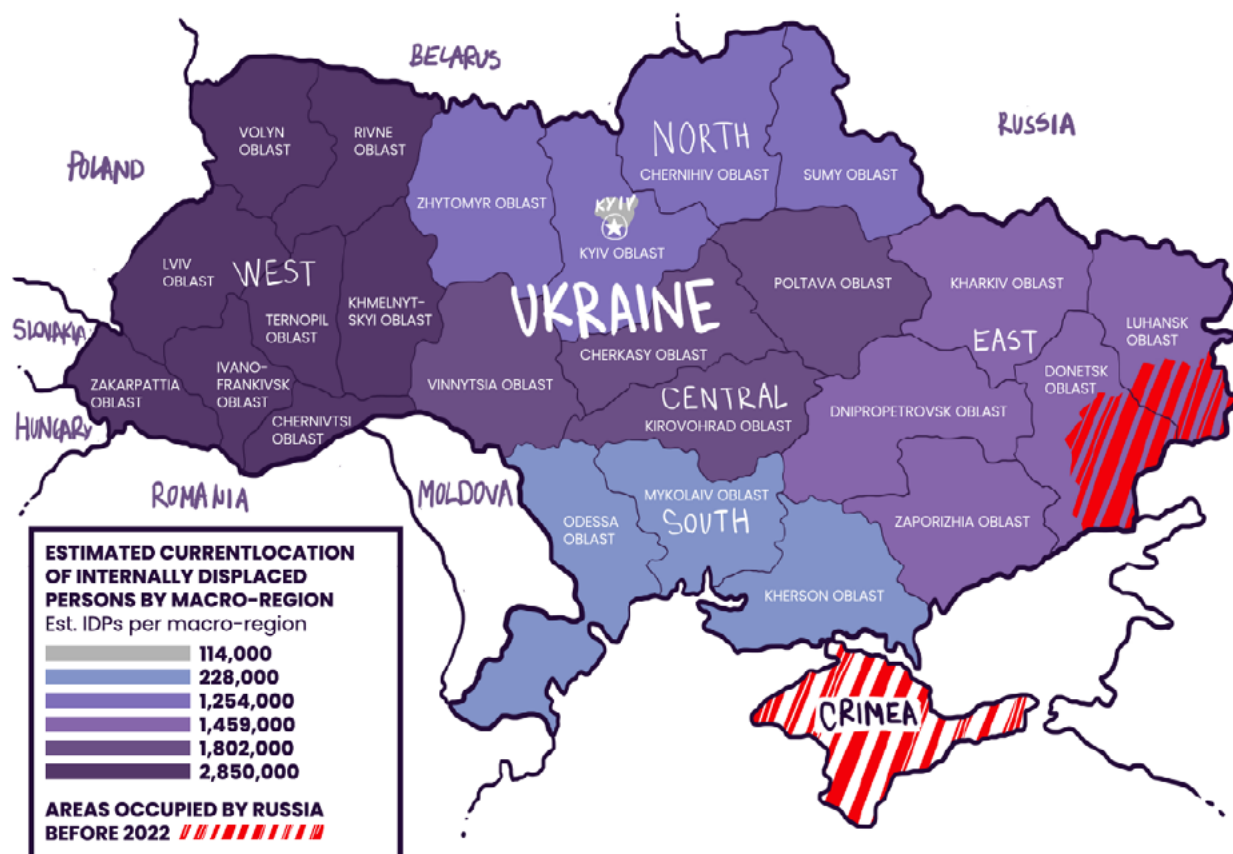 BELARUS
RUSSIA
POLAND
VOLYN
OBLAST
RIVNE
OBLAST
NORTH
CHERNIHIV OBLAST
SUMY OBLAST
ZHYTOMYR OBLAST
KYIV
KYIV OBLAST
LVIV
OBLAST
WEST
TERNOPIL
OBLAST
KHMELNYT-
SKYI OBLAST
UKRAINE
POLTAVA OBLAST
KHARKIV OBLAST
LUHANSK
OBLAST
EAST
SLOVAKIA
ZAKARPATTIA
OBLAST
IVANO-
FRANKIVSK
OBLAST
CHERNIVTSI
OBLAST
VINNYTSIA OBLAST
CHERKASY OBLAST
CENTRAL
KIROVOHRAD OBLAST
DONETSK
OBLAST
DNIPROPETROVSK OBLAST
HUNGARY
ROMANIA
MOLDOVA
ODESSA
OBLAST
MYKOLAIV OBLAST
SOUTH
ZAPORIZHIA OBLAST
KHERSON OBLAST
CRIMEA
ESTIMATED CURRENTLOCATION
OF INTERNALLY DISPLACED
PERSONS BY MACRO-REGION
Est. IDPs per macro-region
114,000
228,000
1,254,000
1,459,000
1,802,000
2,850,000
AREAS OCCUPIED BY RUSSIA
BEFORE 2022